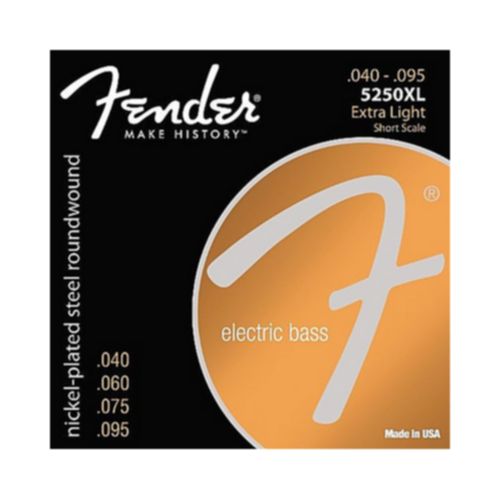 Fender®
MAKE HISTORY™
.040 - .095
5250XL
Extra Light
Short Scale
nickel-plated steel roundwound
F®
electric bass
.040
.060
.075
.095
Made In USA